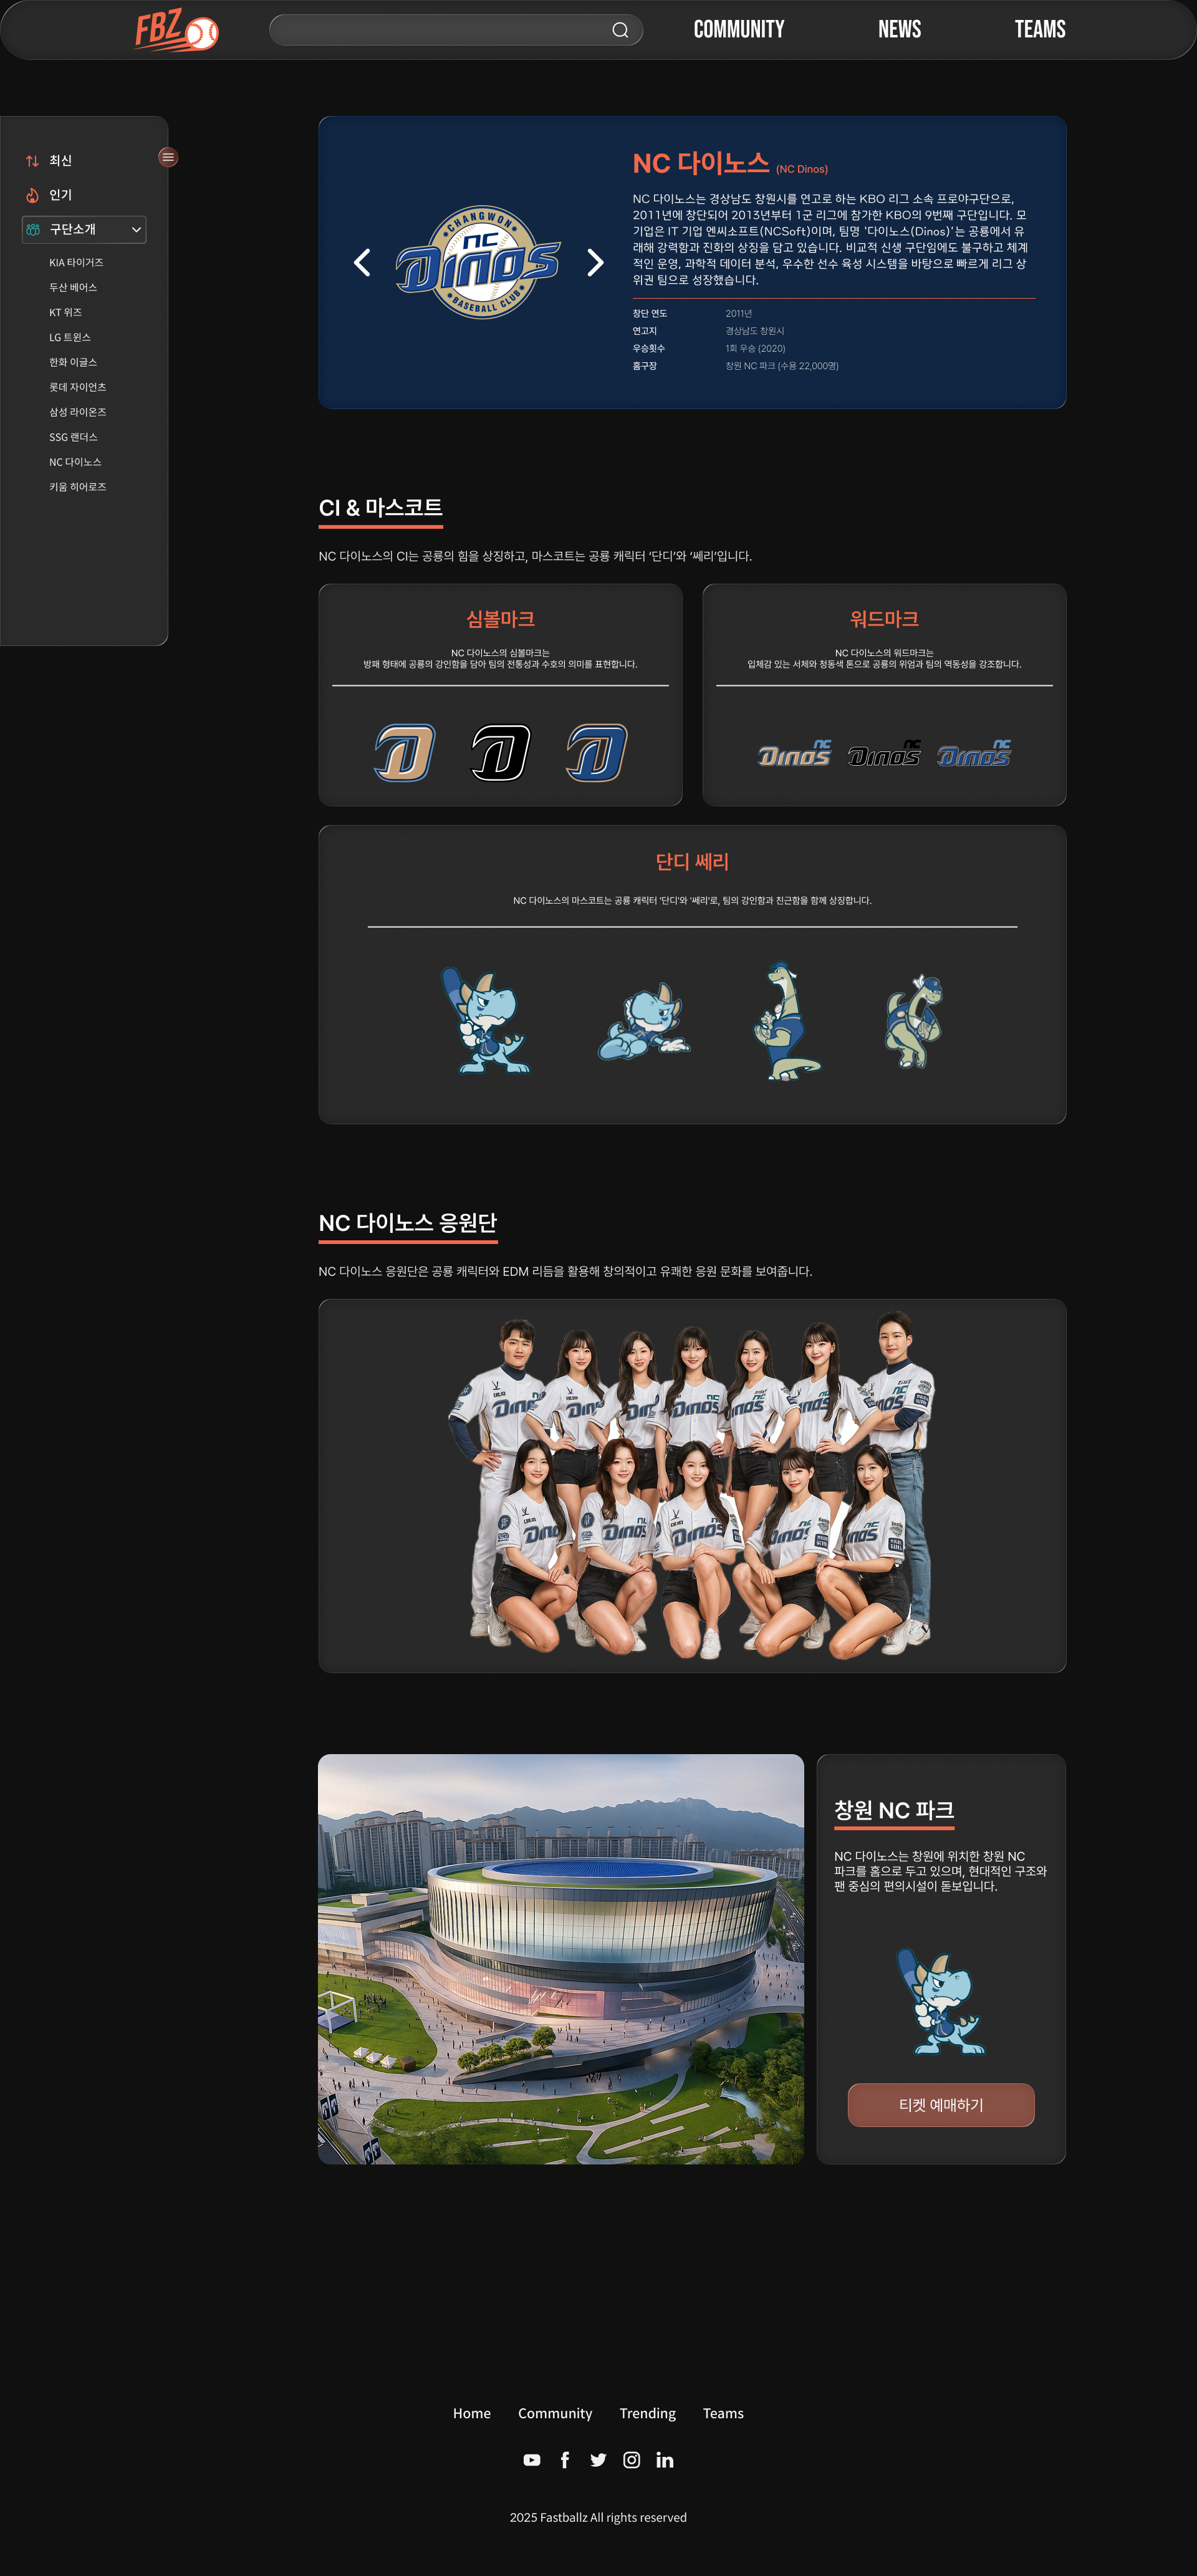 FBZ
COMMUNITY
NEWS
TEAMS
최신
인기
구단소개
KIA 타이거즈
두산 베어스
KT 위즈
LG 트윈스
한화 이글스
롯데 자이언츠
삼성 라이온즈
SSG 랜더스
NC 다이노스
키움 히어로즈
CHANGWON
NC
Dinos
BASEBALL CLUB
NC 다이노스 (NC Dinos)
NC 다이노스는 경상남도 창원시를 연고로 하는 KBO 리그 소속 프로야구단으로,
2011년에 창단되어 2013년부터 1군 리그에 참가한 KBO의 9번째 구단입니다. 모
기업은 IT 기업 엔씨소프트(NCSoft)이며, 팀명 '다이노스(Dinos)'는 공룡에서 유
래해 강력함과 진화의 상징을 담고 있습니다. 비교적 신생 구단임에도 불구하고 체계
적인 운영, 과학적 데이터 분석, 우수한 선수 육성 시스템을 바탕으로 빠르게 리그 상
위권 팀으로 성장했습니다.
창단 연도 2011년
연고지 경상남도 창원시
우승횟수 1회 우승 (2020)
홈구장 창원 NC 파크 (수용 22,000명)
CI & 마스코트
NC 다이노스의 CI는 공룡의 힘을 상징하고, 마스코트는 공룡 캐릭터 ‘단디’와 ‘쎄리’입니다.
심볼마크
NC 다이노스의 심볼마크는
방패 형태에 공룡의 강인함을 담아 팀의 전통성과 수호의 의미를 표현합니다.
D D D
워드마크
NC 다이노스의 워드마크는
입체감 있는 서체와 청동색 톤으로 공룡의 위엄과 팀의 역동성을 강조합니다.
NC Dinos NC Dinos NC Dinos
단디 쎄리
NC 다이노스의 마스코트는 공룡 캐릭터 '단디'와 '쎄리'로, 팀의 강인함과 친근함을 함께 상징합니다.
NC 다이노스 응원단
NC 다이노스 응원단은 공룡 캐릭터와 EDM 리듬을 활용해 창의적이고 유쾌한 응원 문화를 보여줍니다.
창원 NC 파크
NC 다이노스는 창원에 위치한 창원 NC
파크를 홈으로 두고 있으며, 현대적인 구조와
팬 중심의 편의시설이 돋보입니다.
티켓 예매하기
Home Community Trending Teams
2025 Fastballz All rights reserved